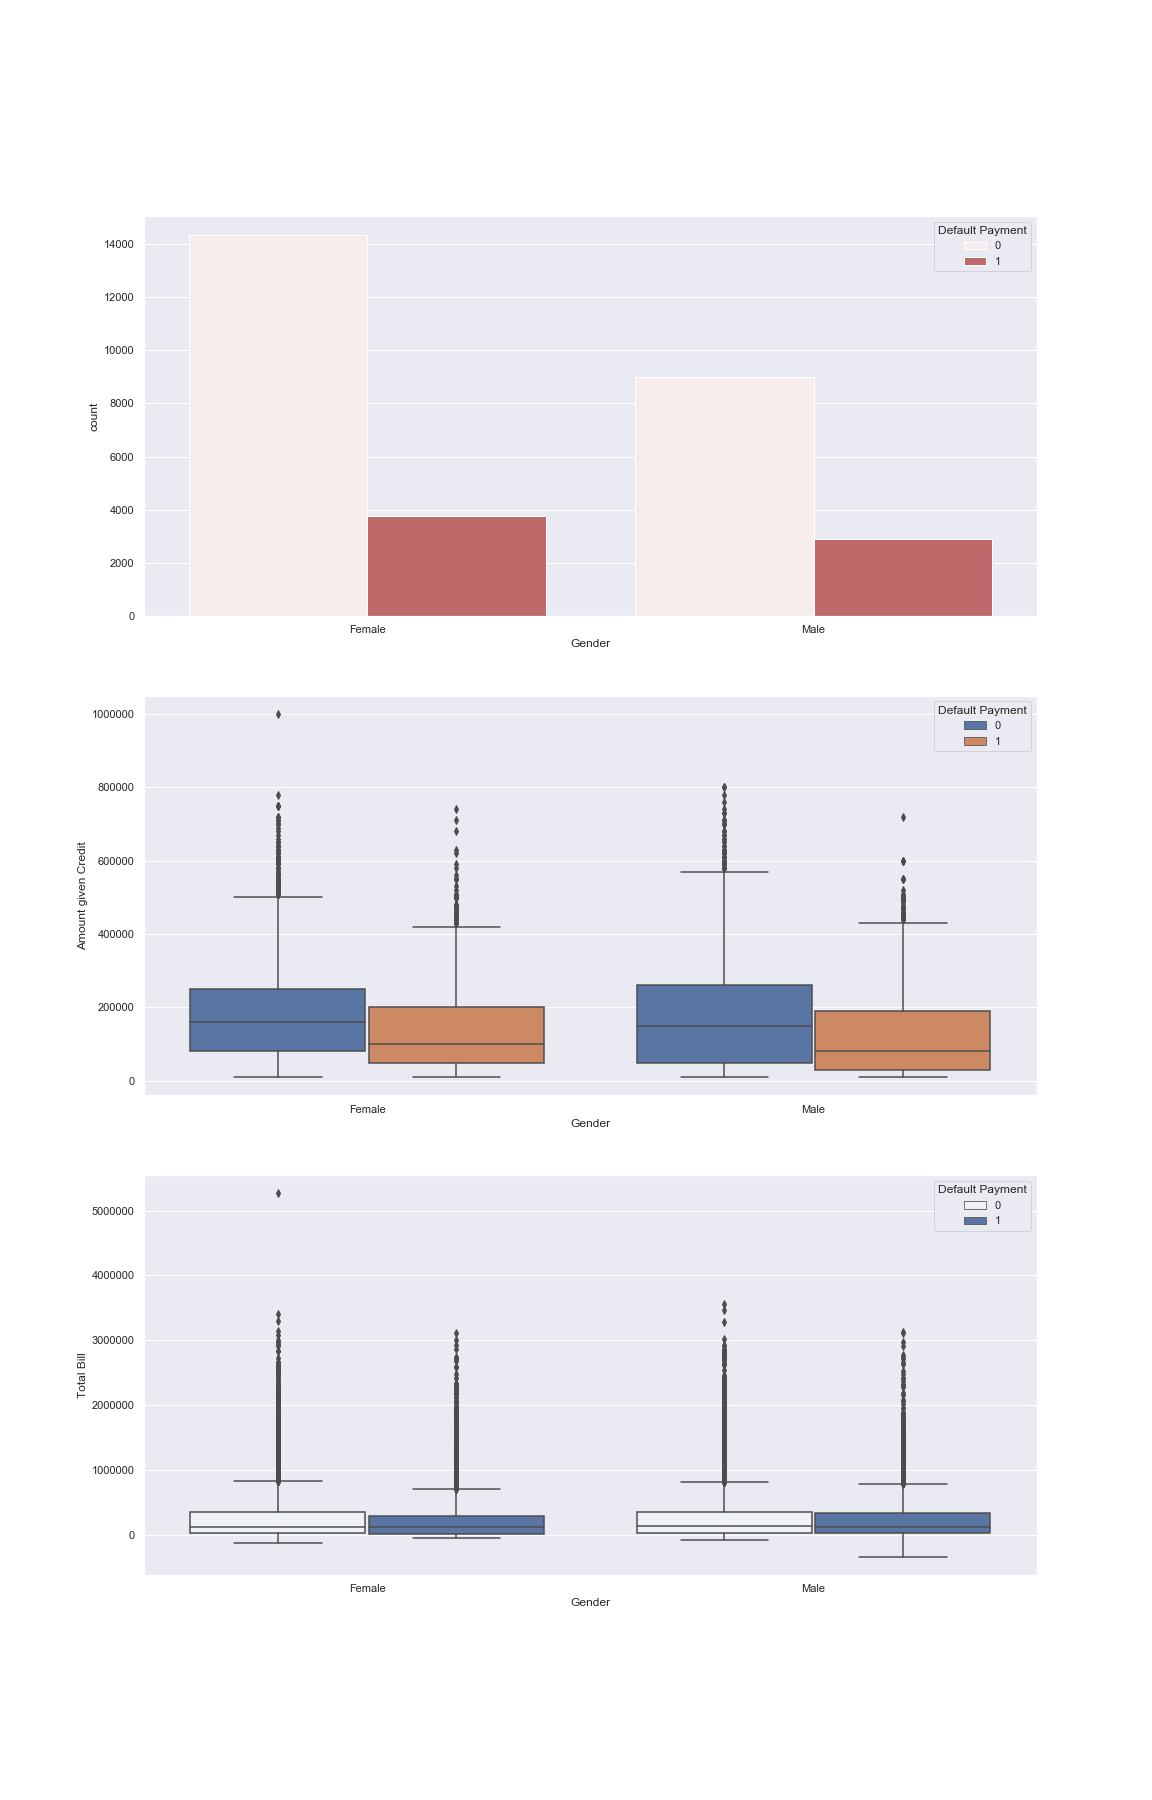 Default Payment
0
1
14000
12000
10000
8000
6000
4000
2000
0
count
Female Male
Gender
Default Payment
0
1
1000000
800000
600000
400000
200000
0
Amount given Credit
Female Male
Gender
Default Payment
0
1
5000000
4000000
3000000
2000000
1000000
0
Total Bill
Female Male
Gender